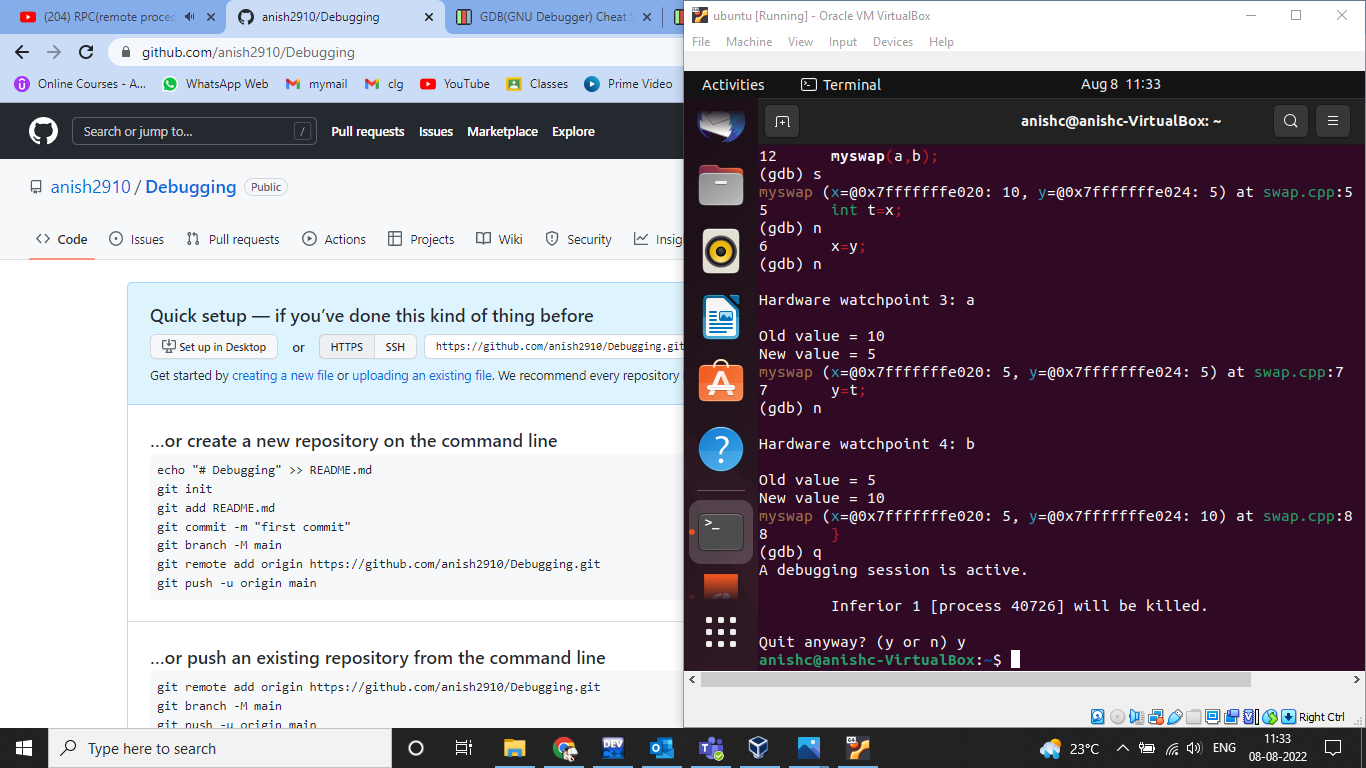 (204) RPC(remote proced
anish2910/Debugging
GDB(GNU Debugger) Cheat S
github.com/anish2910/Debugging
Online Courses - A...
WhatsApp Web
mymail
clg
YouTube
Classes
Prime Video
Search or jump to...
/
Pull requests
Issues
Marketplace
Explore
anish2910 / Debugging
Public
Code
Issues
Pull requests
Actions
Projects
Wiki
Security
Insig
Quick setup — if you've done this kind of thing before
Set up in Desktop
or
HTTPS
SSH
https://github.com/anish2910/Debugging.git
Get started by creating a new file or uploading an existing file. We recommend every repository
...or create a new repository on the command line
echo "# Debugging" >> README.md
git init
git add README.md
git commit -m "first commit"
git branch -M main
git remote add origin https://github.com/anish2910/Debugging.git
git push -u origin main
...or push an existing repository from the command line
git remote add origin https://github.com/anish2910/Debugging.git
git branch -M main
git push -u origin main
ubuntu [Running] - Oracle VM VirtualBox
File
Machine
View
Input
Devices
Help
Activities
Terminal
Aug 8 11:33
anishc@anishc-VirtualBox: ~
12 myswap(a,b);
(gdb) s
myswap (x=@0x7fffffffe020: 10, y=@0x7fffffffe024: 5) at swap.cpp:5
5 int t=x;
(gdb) n
6 x=y;
(gdb) n
Hardware watchpoint 3: a
Old value = 10
New value = 5
myswap (x=@0x7fffffffe020: 5, y=@0x7fffffffe024: 5) at swap.cpp:7
7 y=t;
(gdb) n
Hardware watchpoint 4: b
Old value = 5
New value = 10
myswap (x=@0x7fffffffe020: 5, y=@0x7fffffffe024: 10) at swap.cpp:8
8 }
(gdb) q
A debugging session is active.
Inferior 1 [process 40726] will be killed.
Quit anyway? (y or n) y
anishc@anishc-VirtualBox:~$
Right Ctrl
Type here to search
DEV
23°C
ENG
11:33
08-08-2022